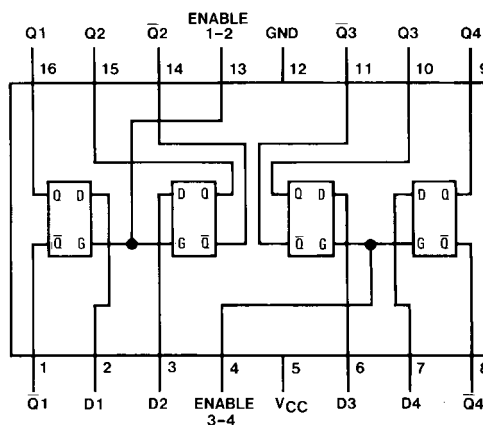 ENABLE
Q1 Q2 Q̅2 1-2 GND Q̅3 Q3 Q4
16 15 14 13 12 11 10 9
Q D D Q Q D D Q
Q̅ G G Q̅ Q̅ G G Q̅
1 2 3 4 5 6 7 8
Q̅1 D1 D2 ENABLE VCC D3 D4 Q̅4
3-4